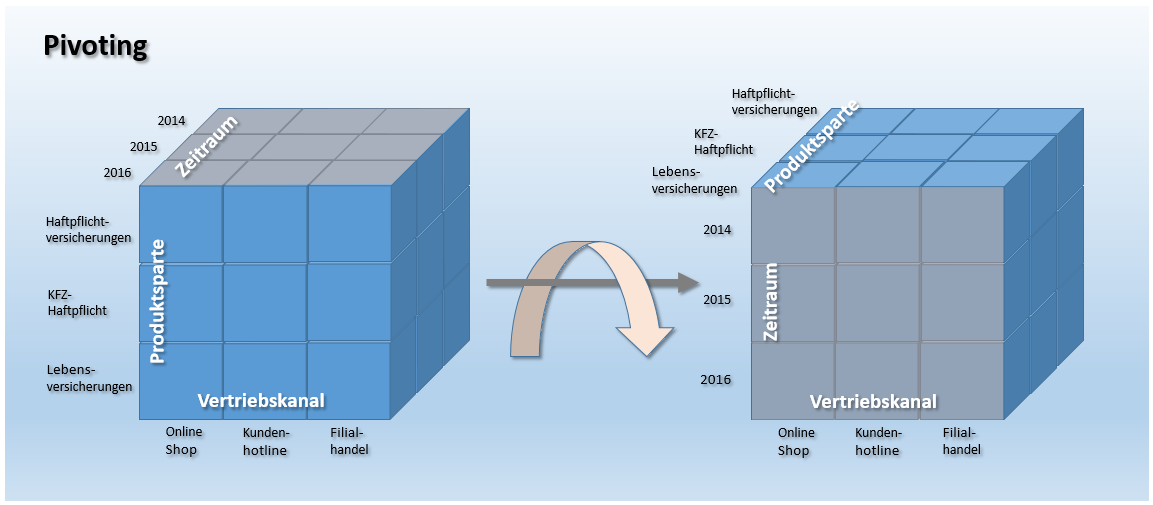 Pivoting
2014
2015
2016
Zeitraum
Haftpflicht-
versicherungen
KFZ-
Haftpflicht
Lebens-
versicherungen
Produktsparte
Vertriebskanal
Online
Shop
Kunden-
hotline
Filial-
handel
Haftpflicht-
versicherungen
KFZ-
Haftpflicht
Lebens-
versicherungen
Produktsparte
2014
2015
2016
Zeitraum
Vertriebskanal
Online
Shop
Kunden-
hotline
Filial-
handel